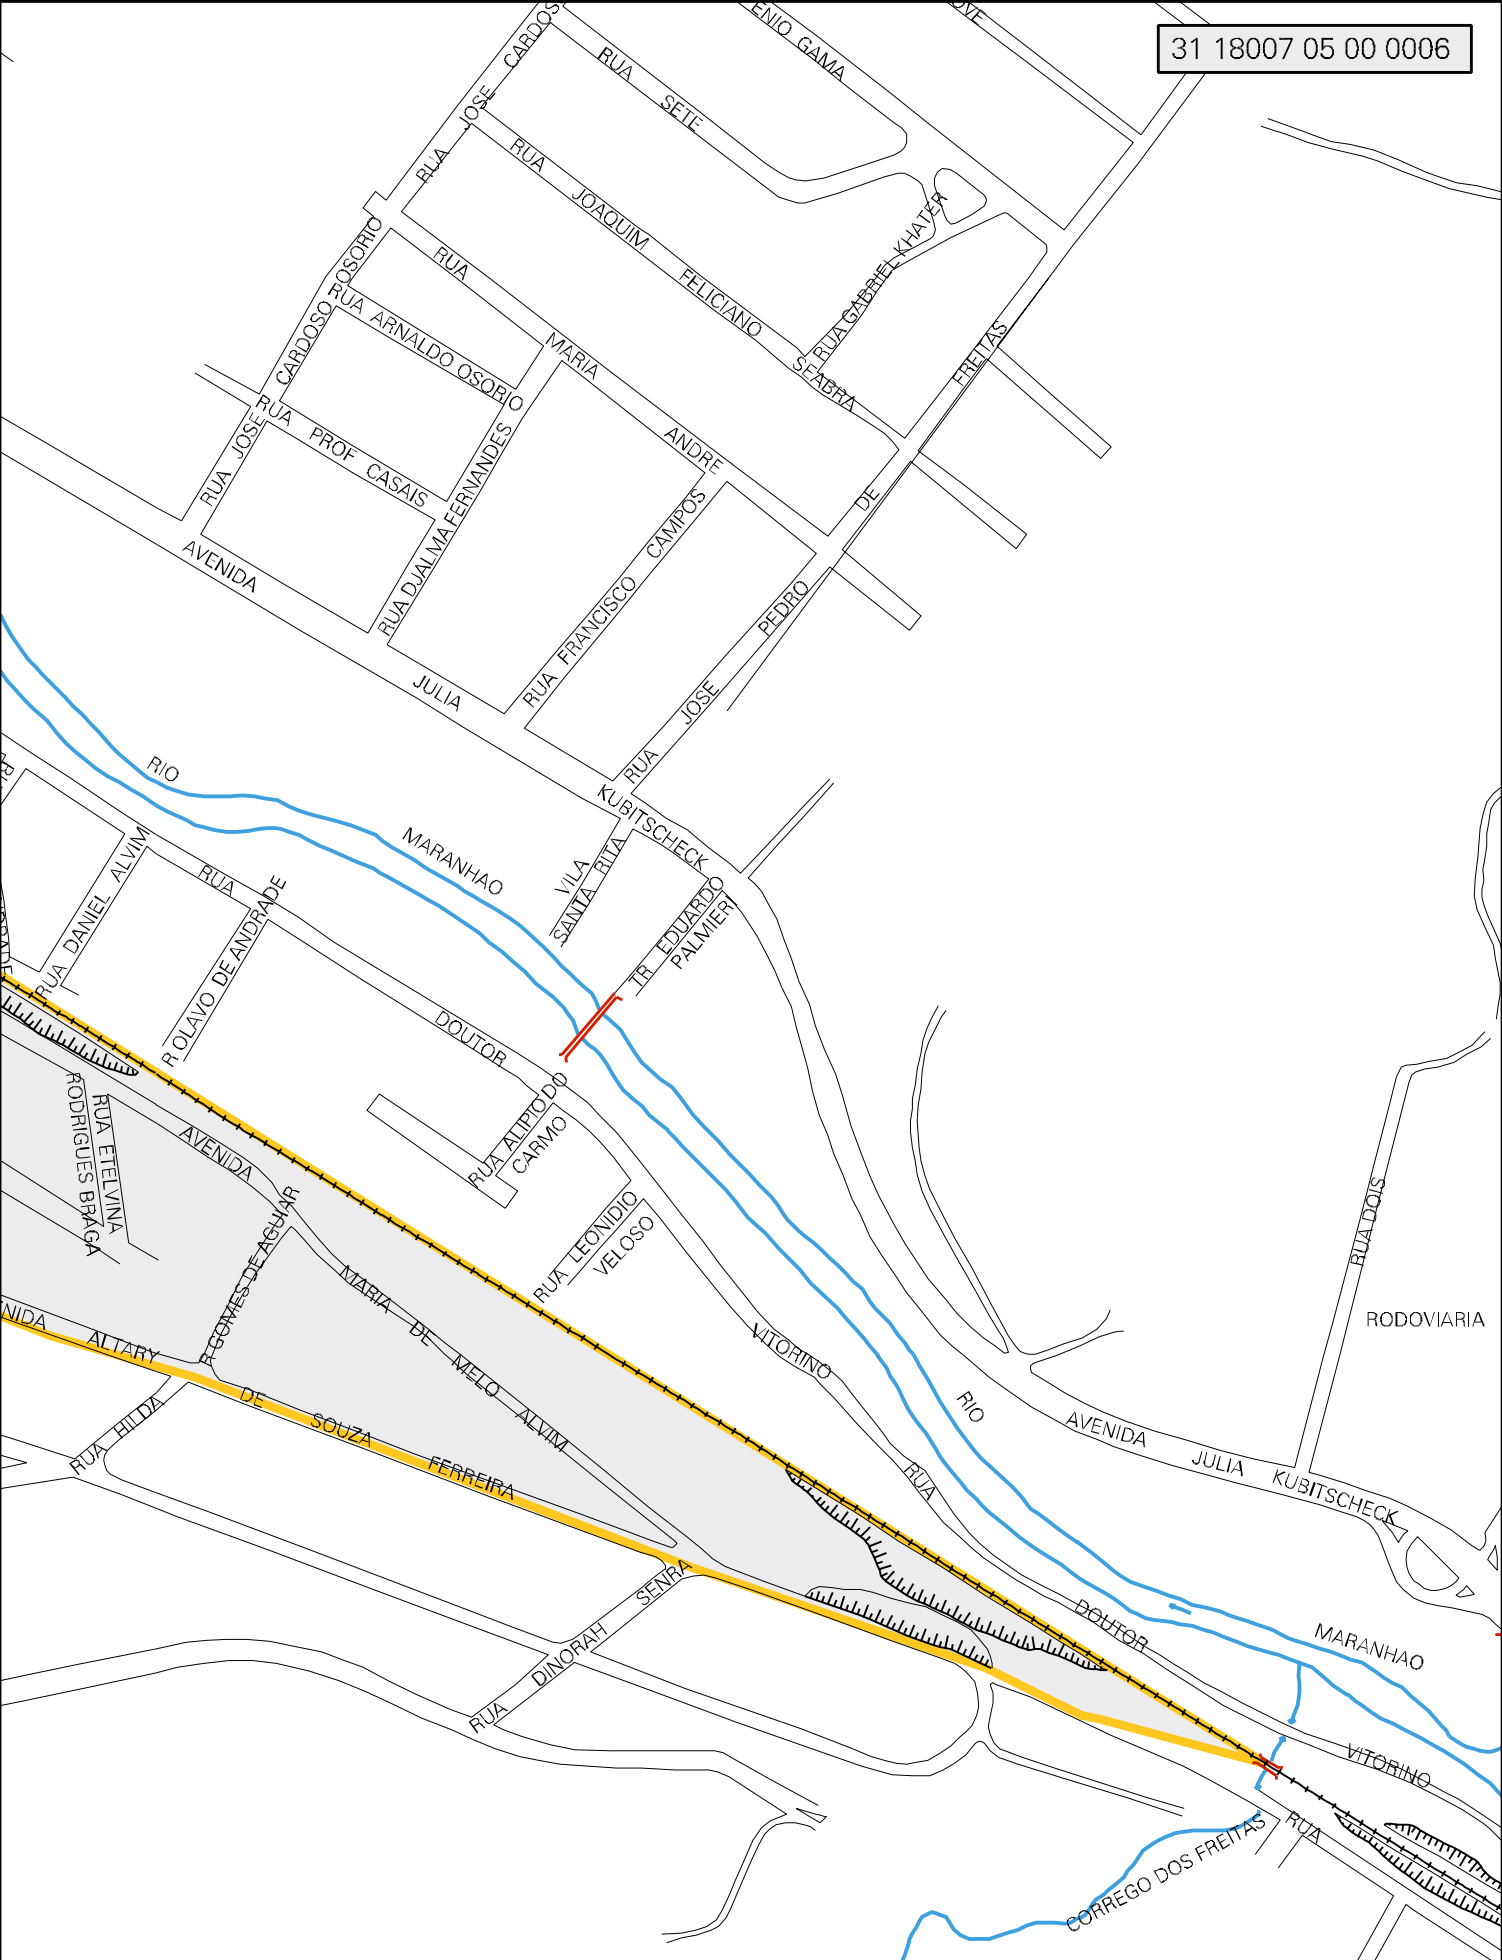 31 18007 05 00 0006
ENIO GAMA
OVE
RUA JOSE CARDOS
RUA SETE
RUA JOAQUIM FELICIANO SEABRA
RUA GABRIEL KHATER
RUA MARIA ANDRE
RUA JOSE CARDOSO OSORIO
RUA ARNALDO OSORIO
RUA PROF CASAIS
RUA DJALMA FERNANDES
RUA FRANCISCO CAMPOS
RUA JOSE PEDRO DE FREITAS
AVENIDA JULIA KUBITSCHECK
RIO MARANHAO
VILA
SANTA RITA
TR EDUARDO
PALMIERI
RUA DANIEL ALVIM
R OLAVO DE ANDRADE
RUA DOUTOR VITORINO
RUA ALIPIO DO
CARMO
RUA LEONIDIO
VELOSO
RUA ETELVINA
RODRIGUES BRAGA
AVENIDA MARIA DE MELO ALVIM
R GOMES DE AGUIAR
NIDA ALTARY DE SOUZA FERREIRA
RUA HILDA
RUA DINORAH SENRA
RUA DOIS
RODOVIARIA
RIO MARANHAO
AVENIDA JULIA KUBITSCHECK
RUA DOUTOR VITORINO
RUA
CORREGO DOS FREITAS